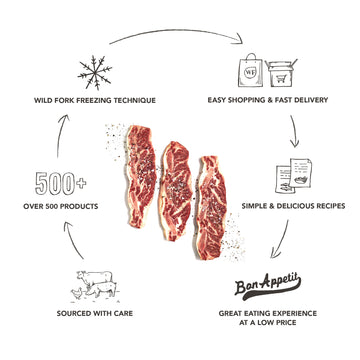 WILD FORK FREEZING TECHNIQUE
EASY SHOPPING & FAST DELIVERY
WF
500+
OVER 500 PRODUCTS
SIMPLE & DELICIOUS RECIPES
SOURCED WITH CARE
Bon Appetit
GREAT EATING EXPERIENCE
AT A LOW PRICE